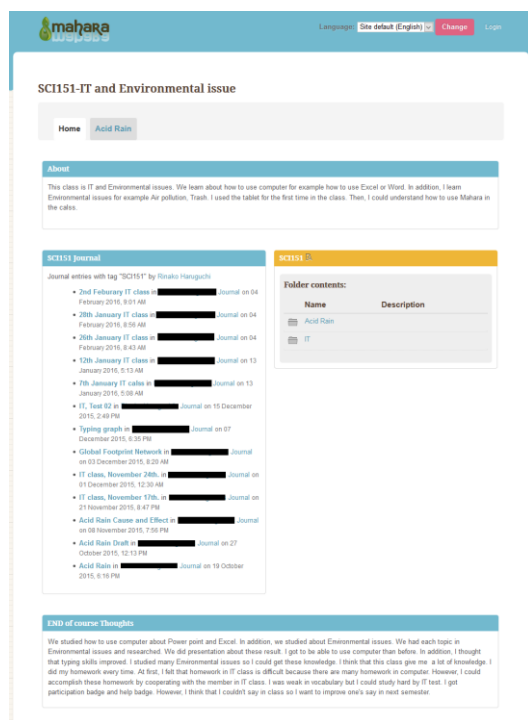 mahara
Language: Site default (English) Change Login
SCI151-IT and Environmental issue
Home Acid Rain
About
This class is IT and Environmental issues. We learn about how to use computer for example how to use Excel or Word. In addition, I learn
Environmental issues for example Air pollution, Trash. I used the tablet for the first time in the class. Then, I could understand how to use Mahara in
the calss.
SCI151 Journal
Journal entries with tag "SCI151" by Rinako Haruguchi
2nd Feburary IT class in Journal on 04
February 2016, 9:01 AM
28th January IT class in Journal on 04
February 2016, 8:56 AM
26th January IT class in Journal on 04
February 2016, 8:43 AM
12th January IT class in Journal on 13
January 2016, 5:13 AM
7th January IT calss in Journal on 13
January 2016, 5:08 AM
IT, Test 02 in Journal on 15 December
2015, 2:49 PM
Typing graph in Journal on 07
December 2015, 6:35 PM
Global Footprint Network in Journal
on 03 December 2015, 8:20 AM
IT class, November 24th. in Journal on
01 December 2015, 12:30 AM
IT class, November 17th. in Journal on
21 November 2015, 8:47 PM
Acid Rain Cause and Effect in Journal
on 08 November 2015, 7:56 PM
Acid Rain Draft in Journal on 27
October 2015, 12:13 PM
Acid Rain in Journal on 19 October
2015, 6:16 PM
SCI151
Folder contents:
Name Description
Acid Rain
IT
END of course Thoughts
We studied how to use computer about Power point and Excel. In addition, we studied about Emironmental issues. We had each topic in
Environmental issues and researched. We did presentation about these result. I got to be able to use computer than before. In addition, I thought
that typing skills improved. I studied many Environmental issues so I could get these knowledge. I think that this class give me a lot of knowledge. I
did my homework every time. At first, I felt that homework in IT class is difficult because there are many homework in computer. However, I could
accomplish these homework by cooperating with the member in IT class. I was weak in vocabulary but I could study hard by IT test. I got
participation badge and help badge. However, I think that I couldn't say in class so I want to improve one's say in next semester.